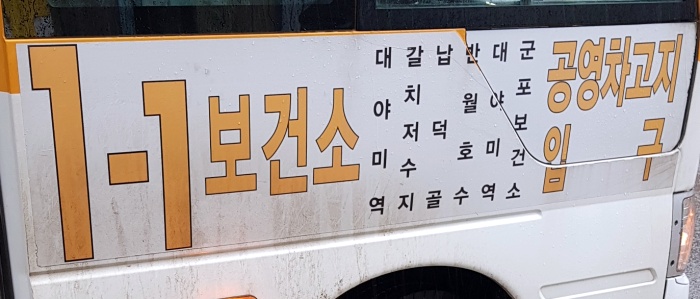 1-1
보건소
대야미역
갈치저수지
납덕골
반월호수
대야미역
군포보건소
공영차고지
입구